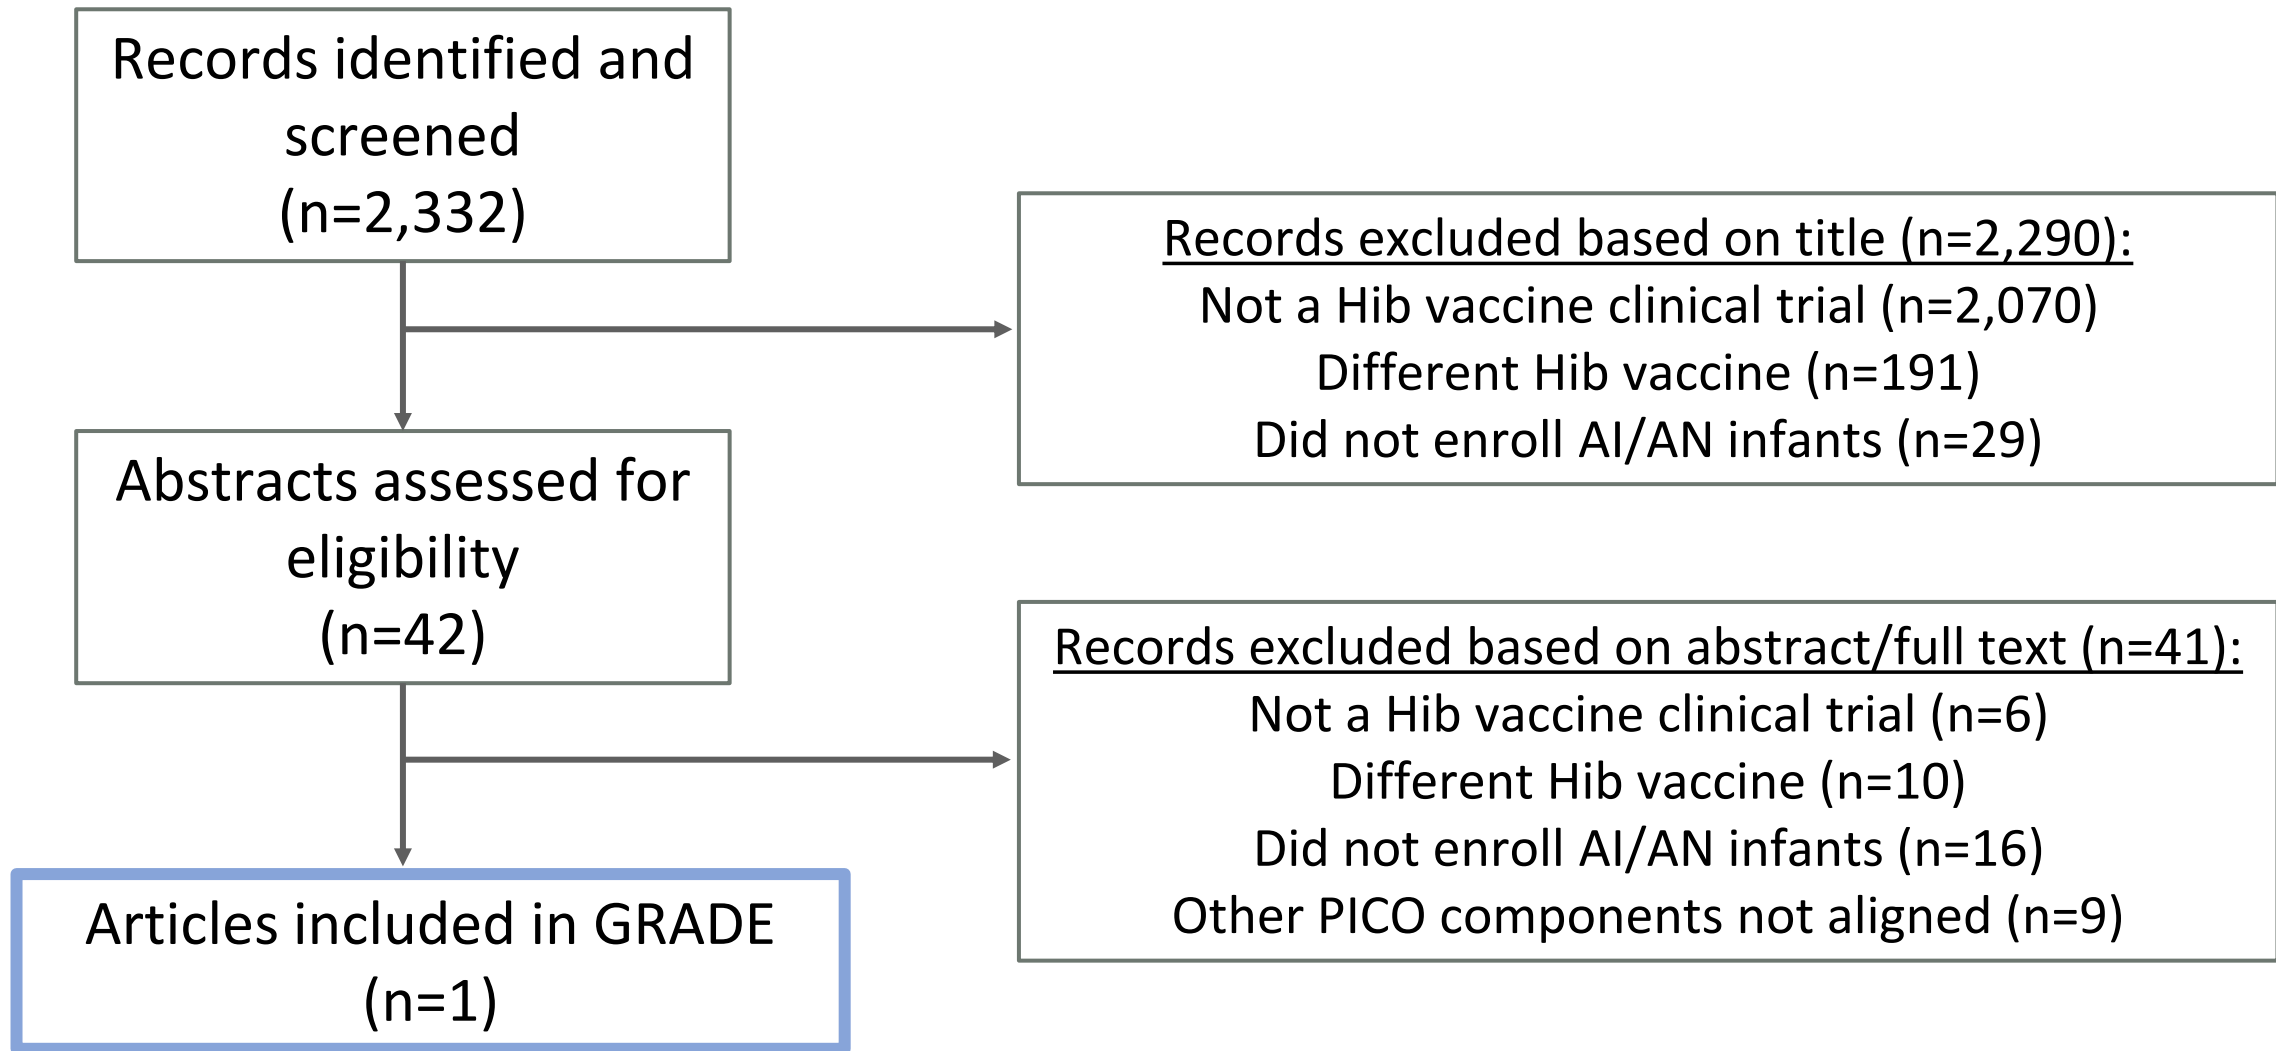 Records identified and
screened
(n=2,332)
Records excluded based on title (n=2,290):
Not a Hib vaccine clinical trial (n=2,070)
Different Hib vaccine (n=191)
Did not enroll AI/AN infants (n=29)
Abstracts assessed for
eligibility
(n=42)
Records excluded based on abstract/full text (n=41):
Not a Hib vaccine clinical trial (n=6)
Different Hib vaccine (n=10)
Did not enroll AI/AN infants (n=16)
Other PICO components not aligned (n=9)
Articles included in GRADE
(n=1)